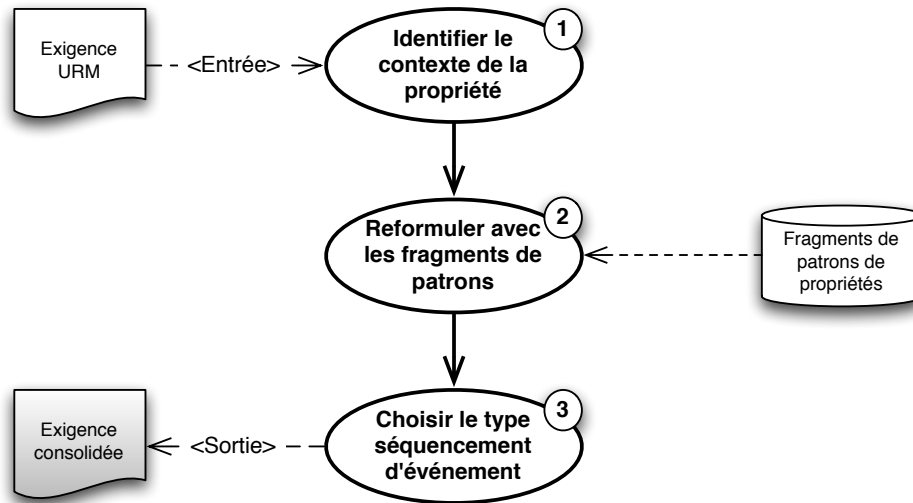 Exigence
URM
<Entrée>
Identifier le
contexte de la
propriété
1
Reformuler avec
les fragments de
patrons
2
Fragments de
patrons de
propriétés
Exigence
consolidée
<Sortie>
Choisir le type
séquencement
d'événement
3